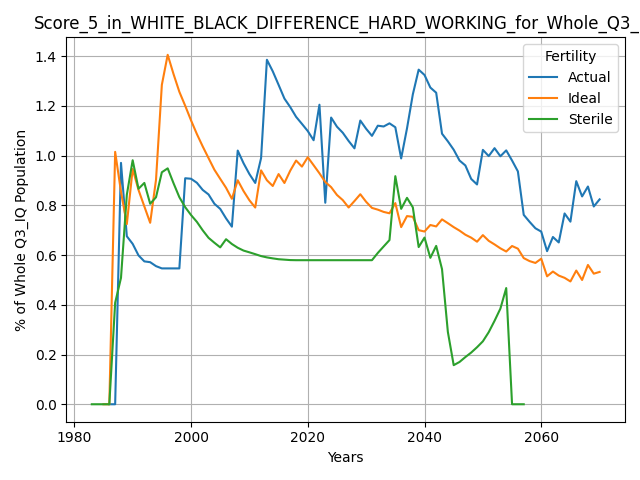 Score_5_in_WHITE_BLACK_DIFFERENCE_HARD_WORKING_for_Whole_Q3_
Fertility
Actual
Ideal
Sterile
% of Whole Q3_IQ Population
1.4
1.2
1.0
0.8
0.6
0.4
0.2
0.0
1980
2000
2020
2040
2060
Years